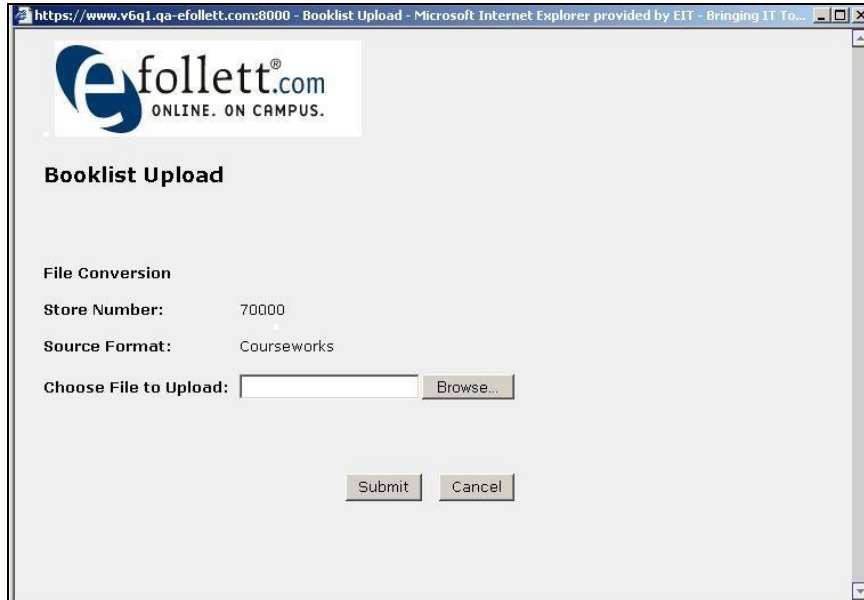 https://www.v6q1.qa-efollett.com:8000 - Booklist Upload - Microsoft Internet Explorer provided by EIT - Bringing IT To...
efollett®.com
ONLINE. ON CAMPUS.
Booklist Upload
File Conversion
Store Number: 70000
Source Format: Courseworks
Choose File to Upload: Browse...
Submit Cancel